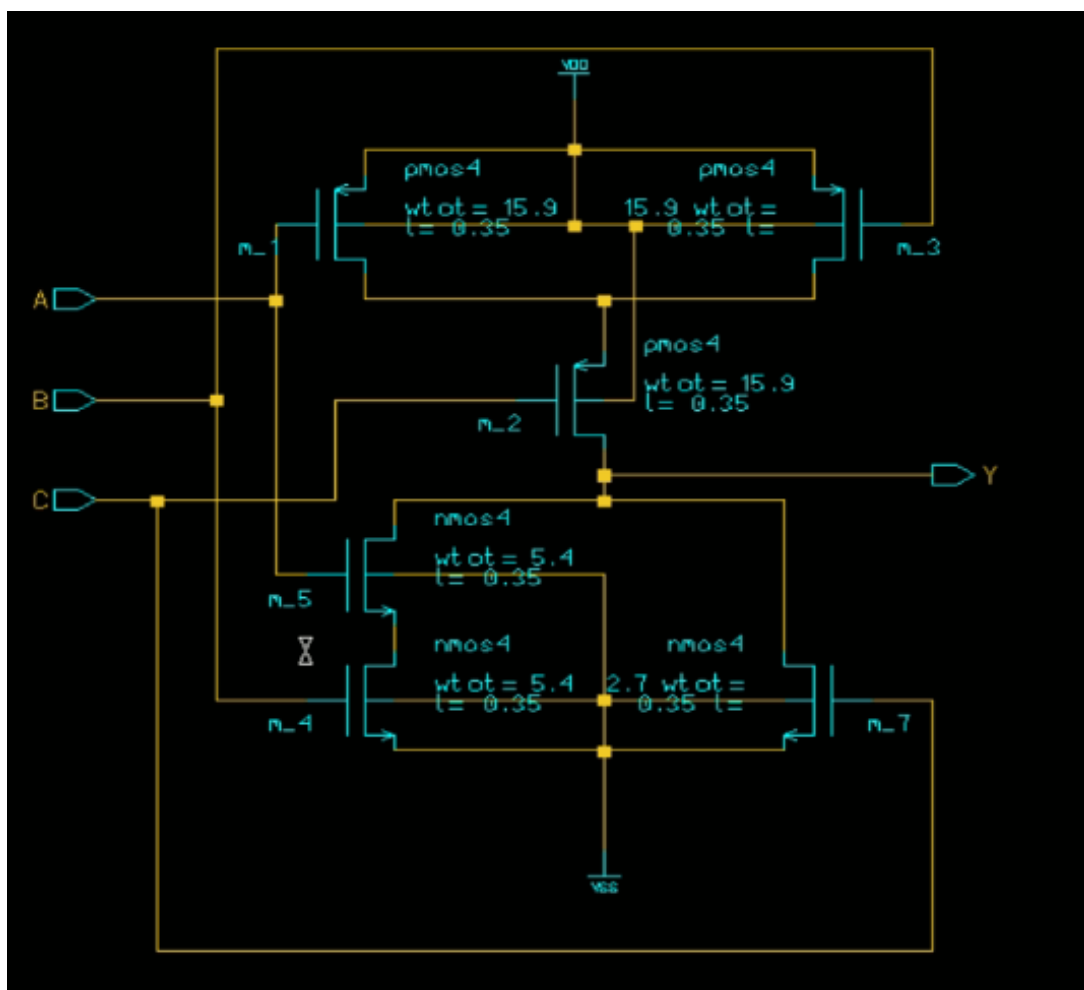 VDD
pmos4
pmos4
wtot= 15.9
15.9 wtot=
l= 0.35
0.35 l=
m_1
m_3
A
pmos4
wtot= 15.9
l= 0.35
B
m_2
Y
C
nmos4
wtot= 5.4
l= 0.35
m_5
nmos4
nmos4
wtot= 5.4
2.7 wtot=
l= 0.35
0.35 l=
m_4
m_7
VSS